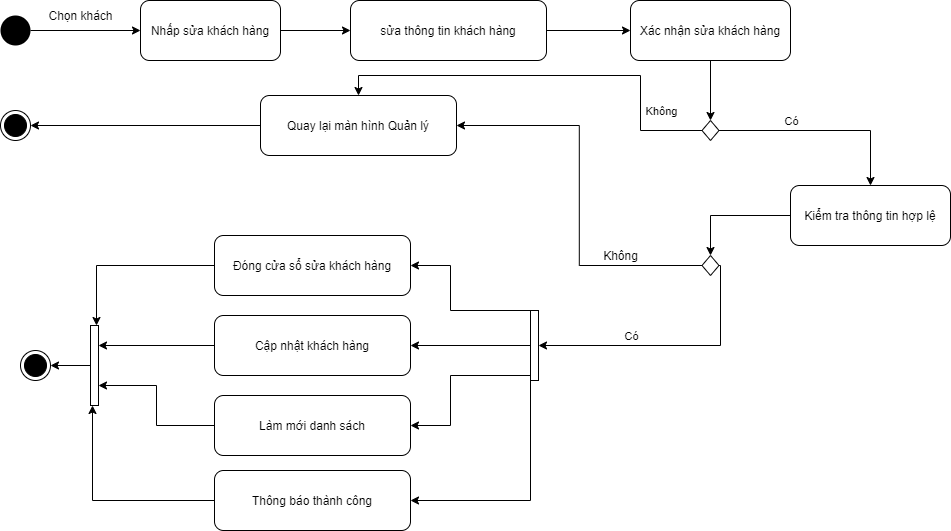 Chọn khách
Nhấp sửa khách hàng
sửa thông tin khách hàng
Xác nhận sửa khách hàng
Không
Có
Quay lại màn hình Quản lý
Kiểm tra thông tin hợp lệ
Không
Đóng cửa sổ sửa khách hàng
Có
Cập nhật khách hàng
Làm mới danh sách
Thông báo thành công